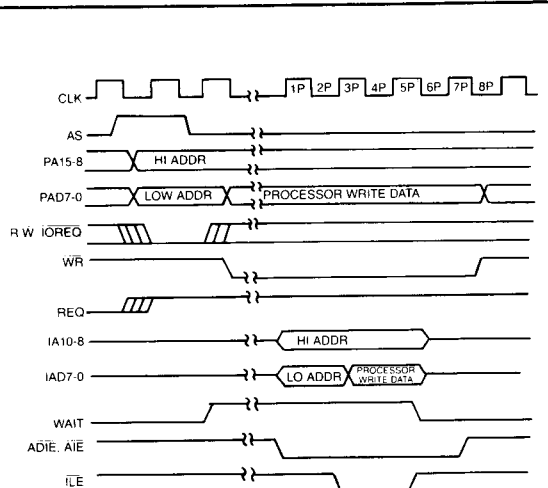 CLK 1P 2P 3P 4P 5P 6P 7P 8P
AS
PA15-8 HI ADDR
PAD7-0 LOW ADDR PROCESSOR WRITE DATA
R W IOREQ
WR
REQ
IA10-8 HI ADDR
IAD7-0 LO ADDR PROCESSOR
WRITE DATA
WAIT
ADIE, AIE
ILE